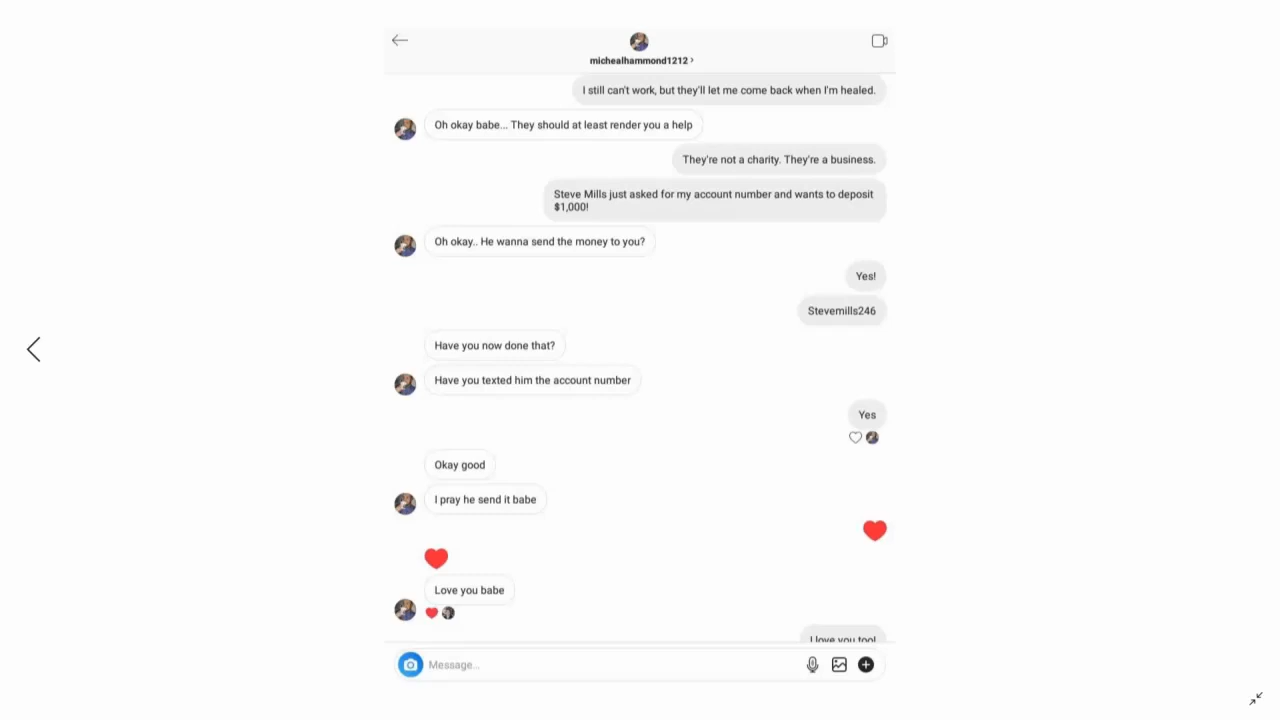 michealhammond1212 ›
I still can't work, but they'll let me come back when I'm healed.
Oh okay babe... They should at least render you a help
They're not a charity. They're a business.
Steve Mills just asked for my account number and wants to deposit
$1,000!
Oh okay.. He wanna send the money to you?
Yes!
Stevemills246
Have you now done that?
Have you texted him the account number
Yes
Okay good
I pray he send it babe
Love you babe
I love you too!
Message...